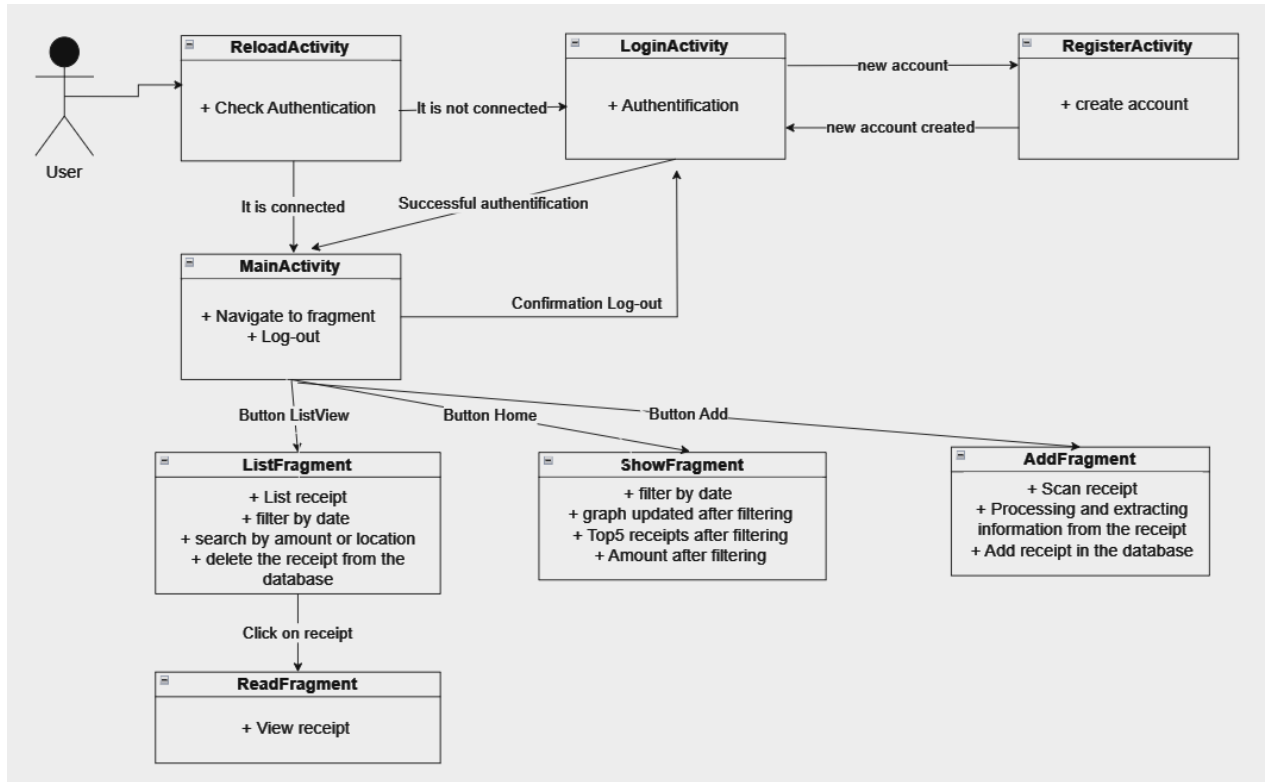 ReloadActivity
+ Check Authentication
It is not connected
LoginActivity
+ Authentification
new account
new account created
RegisterActivity
+ create account
User
It is connected
Successful authentification
MainActivity
+ Navigate to fragment
+ Log-out
Confirmation Log-out
Button ListView
Button Home
Button Add
ListFragment
+ List receipt
+ filter by date
+ search by amount or location
+ delete the receipt from the
database
ShowFragment
+ filter by date
+ graph updated after filtering
+ Top5 receipts after filtering
+ Amount after filtering
AddFragment
+ Scan receipt
+ Processing and extracting
information from the receipt
+ Add receipt in the database
Click on receipt
ReadFragment
+ View receipt